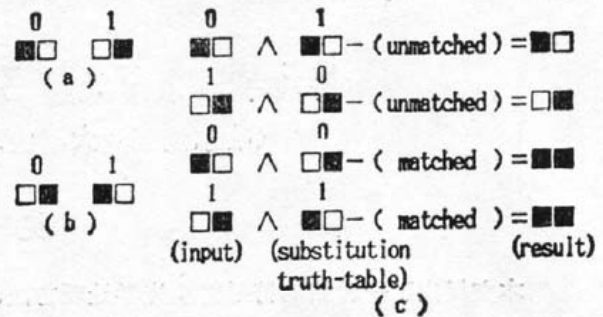 0 1 0 1
∧ -(unmatched)=
(a) 1 0
∧ -(unmatched)=
0 0
0 1 ∧ -( matched )=
(b) 1 1
∧ -( matched )=
(input) (substitution (result)
truth-table)
(c)